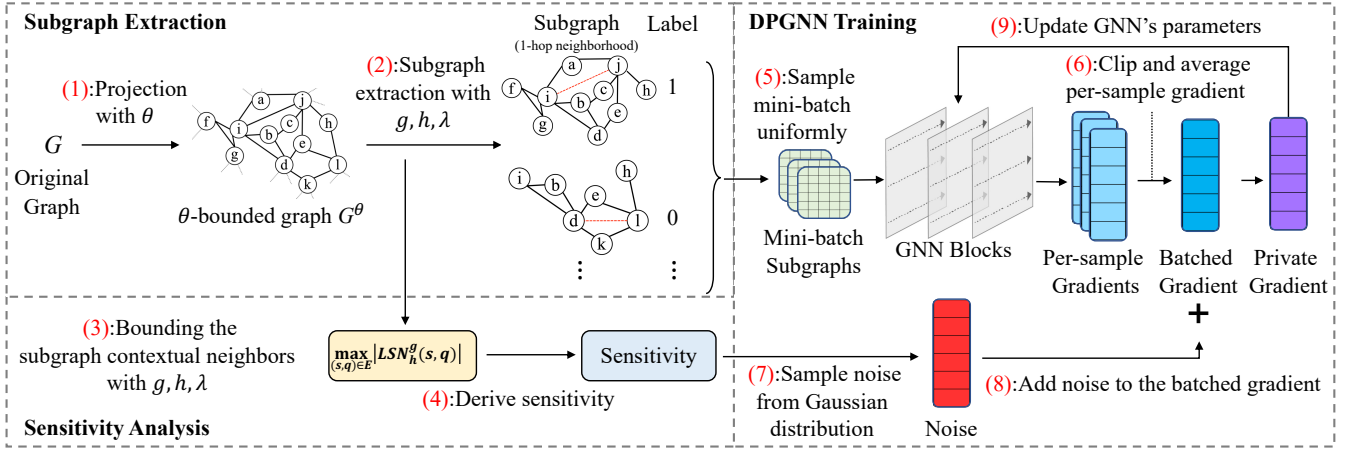 Subgraph Extraction
(1):Projection
with θ
G
Original
Graph
a
j
f
i
c
h
b
g
e
d
l
k
θ-bounded graph G^θ
(2):Subgraph
extraction with
g, h, λ
Subgraph
(1-hop neighborhood)
Label
a
j
f
i
c
h
b
e
g
d
1
i
b
h
e
d
l
k
0
⋮
⋮
(3):Bounding the
subgraph contextual neighbors
with g, h, λ
max_{(s,q)∈E}|LSN_h^g(s, q)|
(4):Derive sensitivity
Sensitivity
Sensitivity Analysis
DPGNN Training
(9):Update GNN's parameters
(5):Sample
mini-batch
uniformly
Mini-batch
Subgraphs
GNN Blocks
(6):Clip and average
per-sample gradient
Per-sample
Gradients
Batched
Gradient
Private
Gradient
+
(7):Sample noise
from Gaussian
distribution
Noise
(8):Add noise to the batched gradient